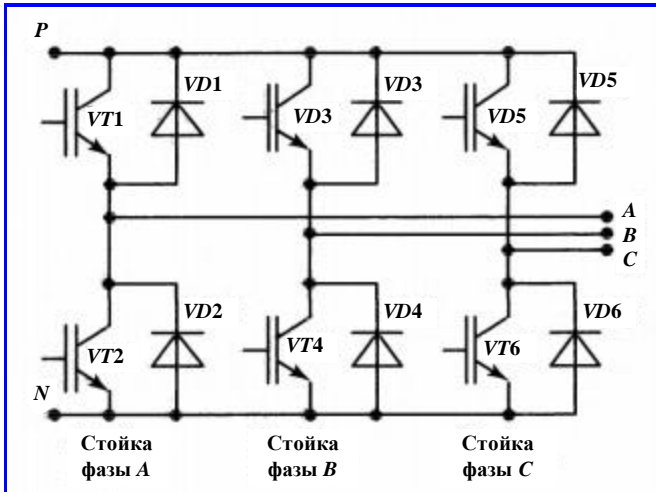 P
VD1
VD3
VD5
VT1
VD3
VD5
A
B
C
VD2
VD4
VD6
VT2
VT4
VT6
N
Стойка
фазы A
Стойка
фазы B
Стойка
фазы C